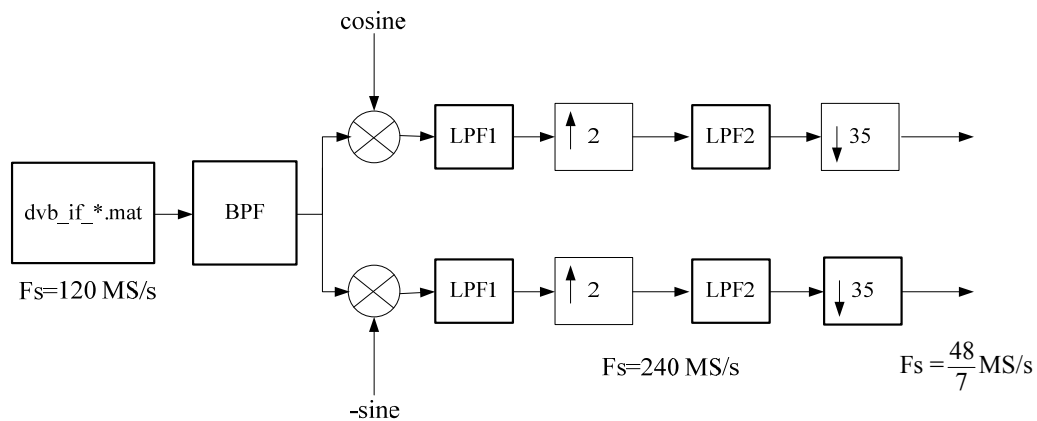 cosine
LPF1
2
LPF2
35
dvb_if_*.mat
BPF
Fs=120 MS/s
LPF1
2
LPF2
35
Fs=240 MS/s
Fs = 48/7 MS/s
-sine